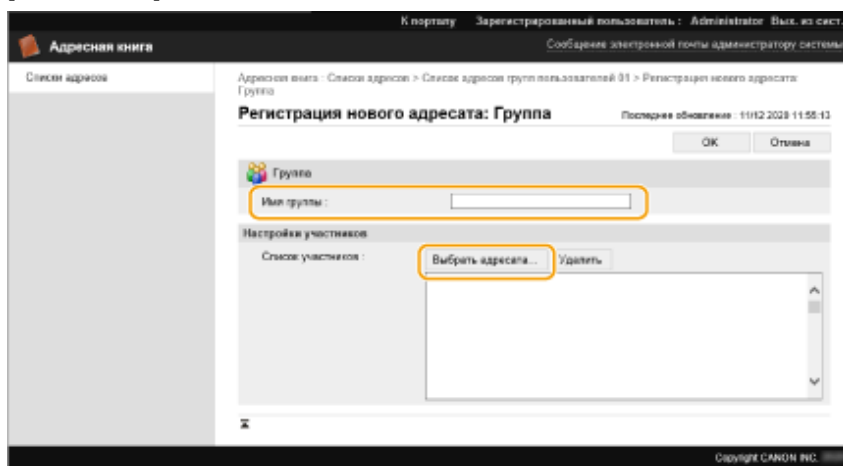 К порталу Зарегистрированный пользователь : Administrator Вых. из сист.
Адресная книга
Сообщение электронной почты администратору системы
Списки адресов
Адресная книга : Списки адресов > Список адресов групп пользователей 01 > Регистрация нового адресата:
Группа
Регистрация нового адресата: Группа
Последнее обновление : 11/12 2020 11:55:13
OK Отмена
Группа
Имя группы :
Настройки участников
Список участников :
Выбрать адресата... Удалить
Copyright CANON INC.